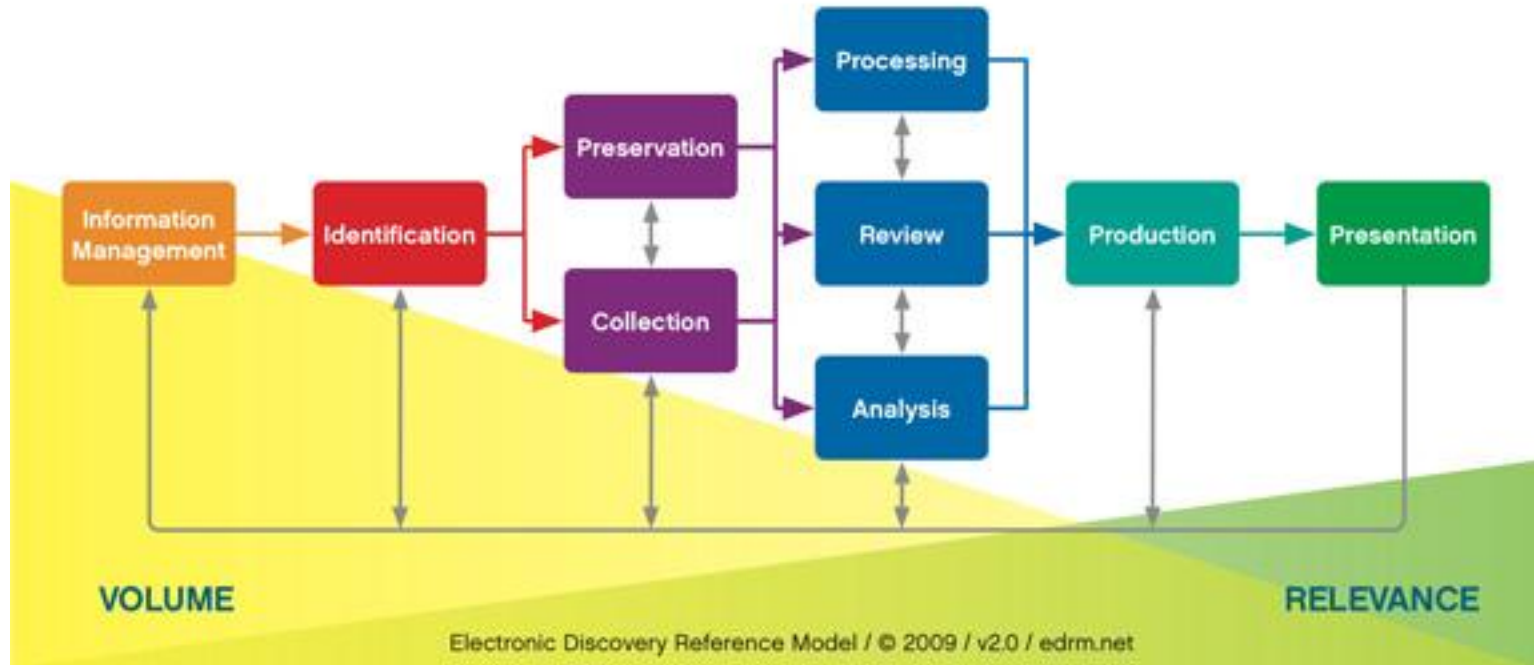 Processing
Preservation
Information
Management
Identification
Review
Production
Presentation
Collection
Analysis
VOLUME
RELEVANCE
Electronic Discovery Reference Model / © 2009 / v2.0 / edrm.net